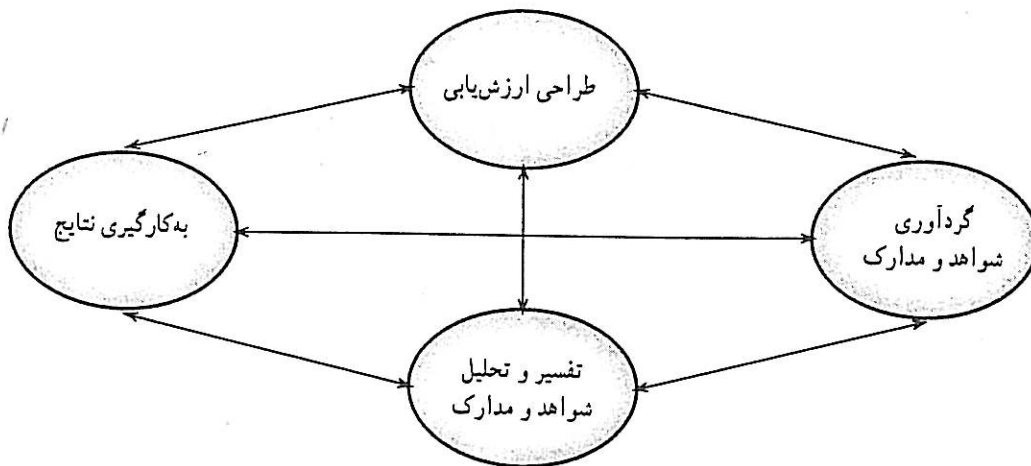 طراحی ارزش‌یابی
گردآوری
شواهد و مدارک
به‌کارگیری نتایج
تفسیر و تحلیل
شواهد و مدارک